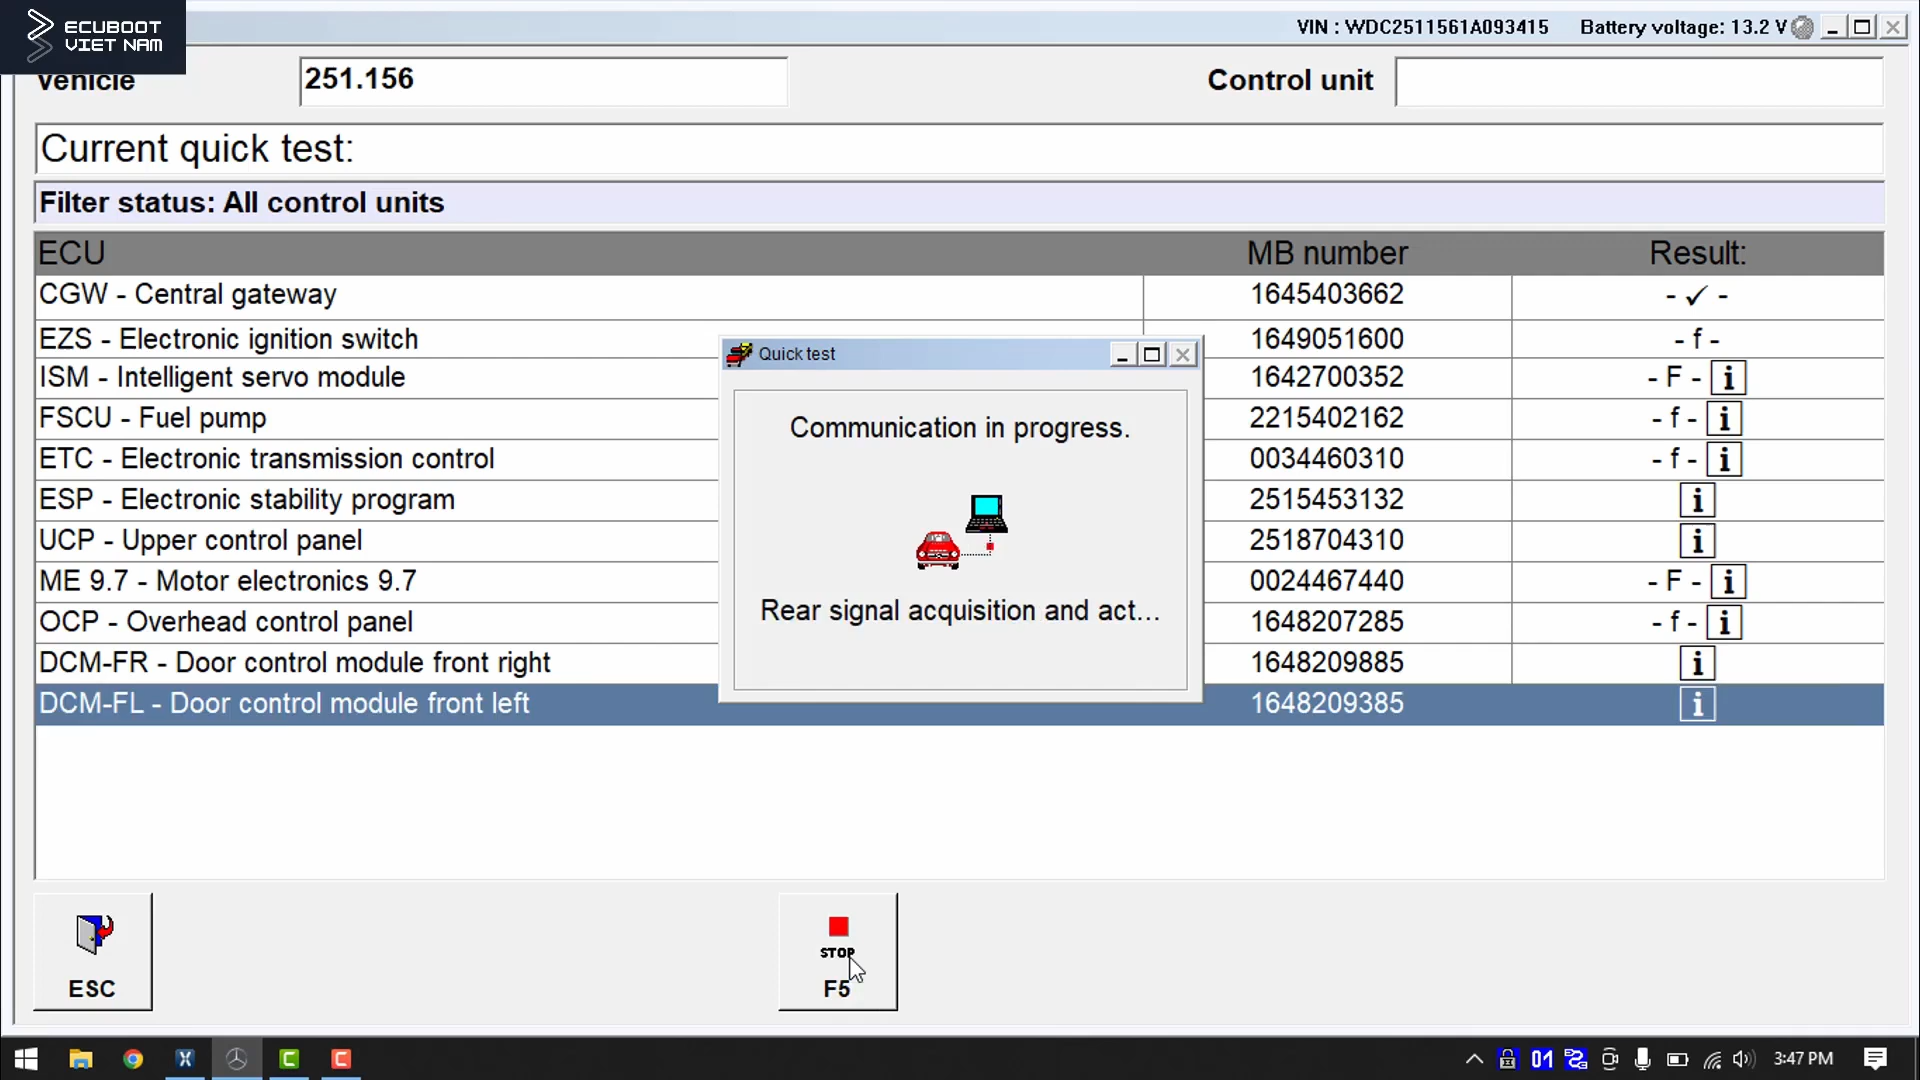 ECUBOOT
VIET NAM
VIN : WDC2511561A093415 Battery voltage: 13.2 V
Vehicle 251.156 Control unit
Current quick test:
Filter status: All control units
ECU MB number Result:
CGW - Central gateway 1645403662 - ✓ -
EZS - Electronic ignition switch 1649051600 - f -
ISM - Intelligent servo module 1642700352 - F - i
FSCU - Fuel pump 2215402162 - f - i
ETC - Electronic transmission control 0034460310 - f - i
ESP - Electronic stability program 2515453132 i
UCP - Upper control panel 2518704310 i
ME 9.7 - Motor electronics 9.7 0024467440 - F - i
OCP - Overhead control panel 1648207285 - f - i
DCM-FR - Door control module front right 1648209885 i
DCM-FL - Door control module front left 1648209385 i
Quick test
Communication in progress.
Rear signal acquisition and act...
ESC
STOP
F5
01 3:47 PM